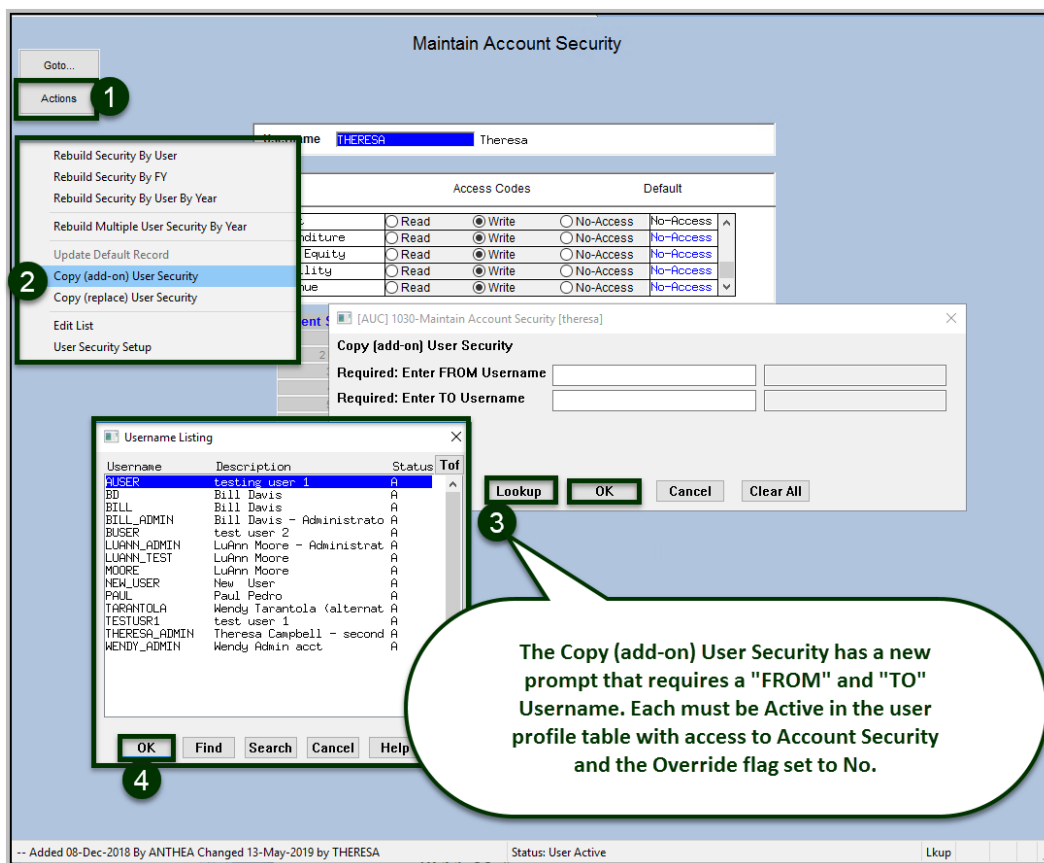 Maintain Account Security
Goto...
Actions
1
Username THERESA Theresa
Rebuild Security By User
Rebuild Security By FY
Rebuild Security By User By Year
Rebuild Multiple User Security By Year
Update Default Record
2
Copy (add-on) User Security
Copy (replace) User Security
Edit List
User Security Setup
Access Codes Default
Read Write No-Access No-Access
nditure Read Write No-Access No-Access
Equity Read Write No-Access No-Access
lity Read Write No-Access No-Access
nue Read Write No-Access No-Access
ent S
2
[AUC] 1030-Maintain Account Security [theresa]
Copy (add-on) User Security
Required: Enter FROM Username
Required: Enter TO Username
Lookup OK Cancel Clear All
3
Username Listing
Username Description Status Tof
AUSER testing user 1 A
BD Bill Davis A
BILL Bill Davis A
BILL_ADMIN Bill Davis - Administrato A
BUSER test user 2 A
LUANN_ADMIN LuAnn Moore - Administrat A
LUANN_TEST LuAnn Moore A
MOORE LuAnn Moore A
NEW_USER New User A
PAUL Paul Pedro A
TARANTOLA Wendy Tarantola (alternat A
TESTUSR1 test user 1 A
THERESA_ADMIN Theresa Campbell - second A
WENDY_ADMIN Wendy Admin acct A
OK Find Search Cancel Help
4
The Copy (add-on) User Security has a new
prompt that requires a "FROM" and "TO"
Username. Each must be Active in the user
profile table with access to Account Security
and the Override flag set to No.
-- Added 08-Dec-2018 By ANTHEA Changed 13-May-2019 by THERESA Status: User Active Lkup